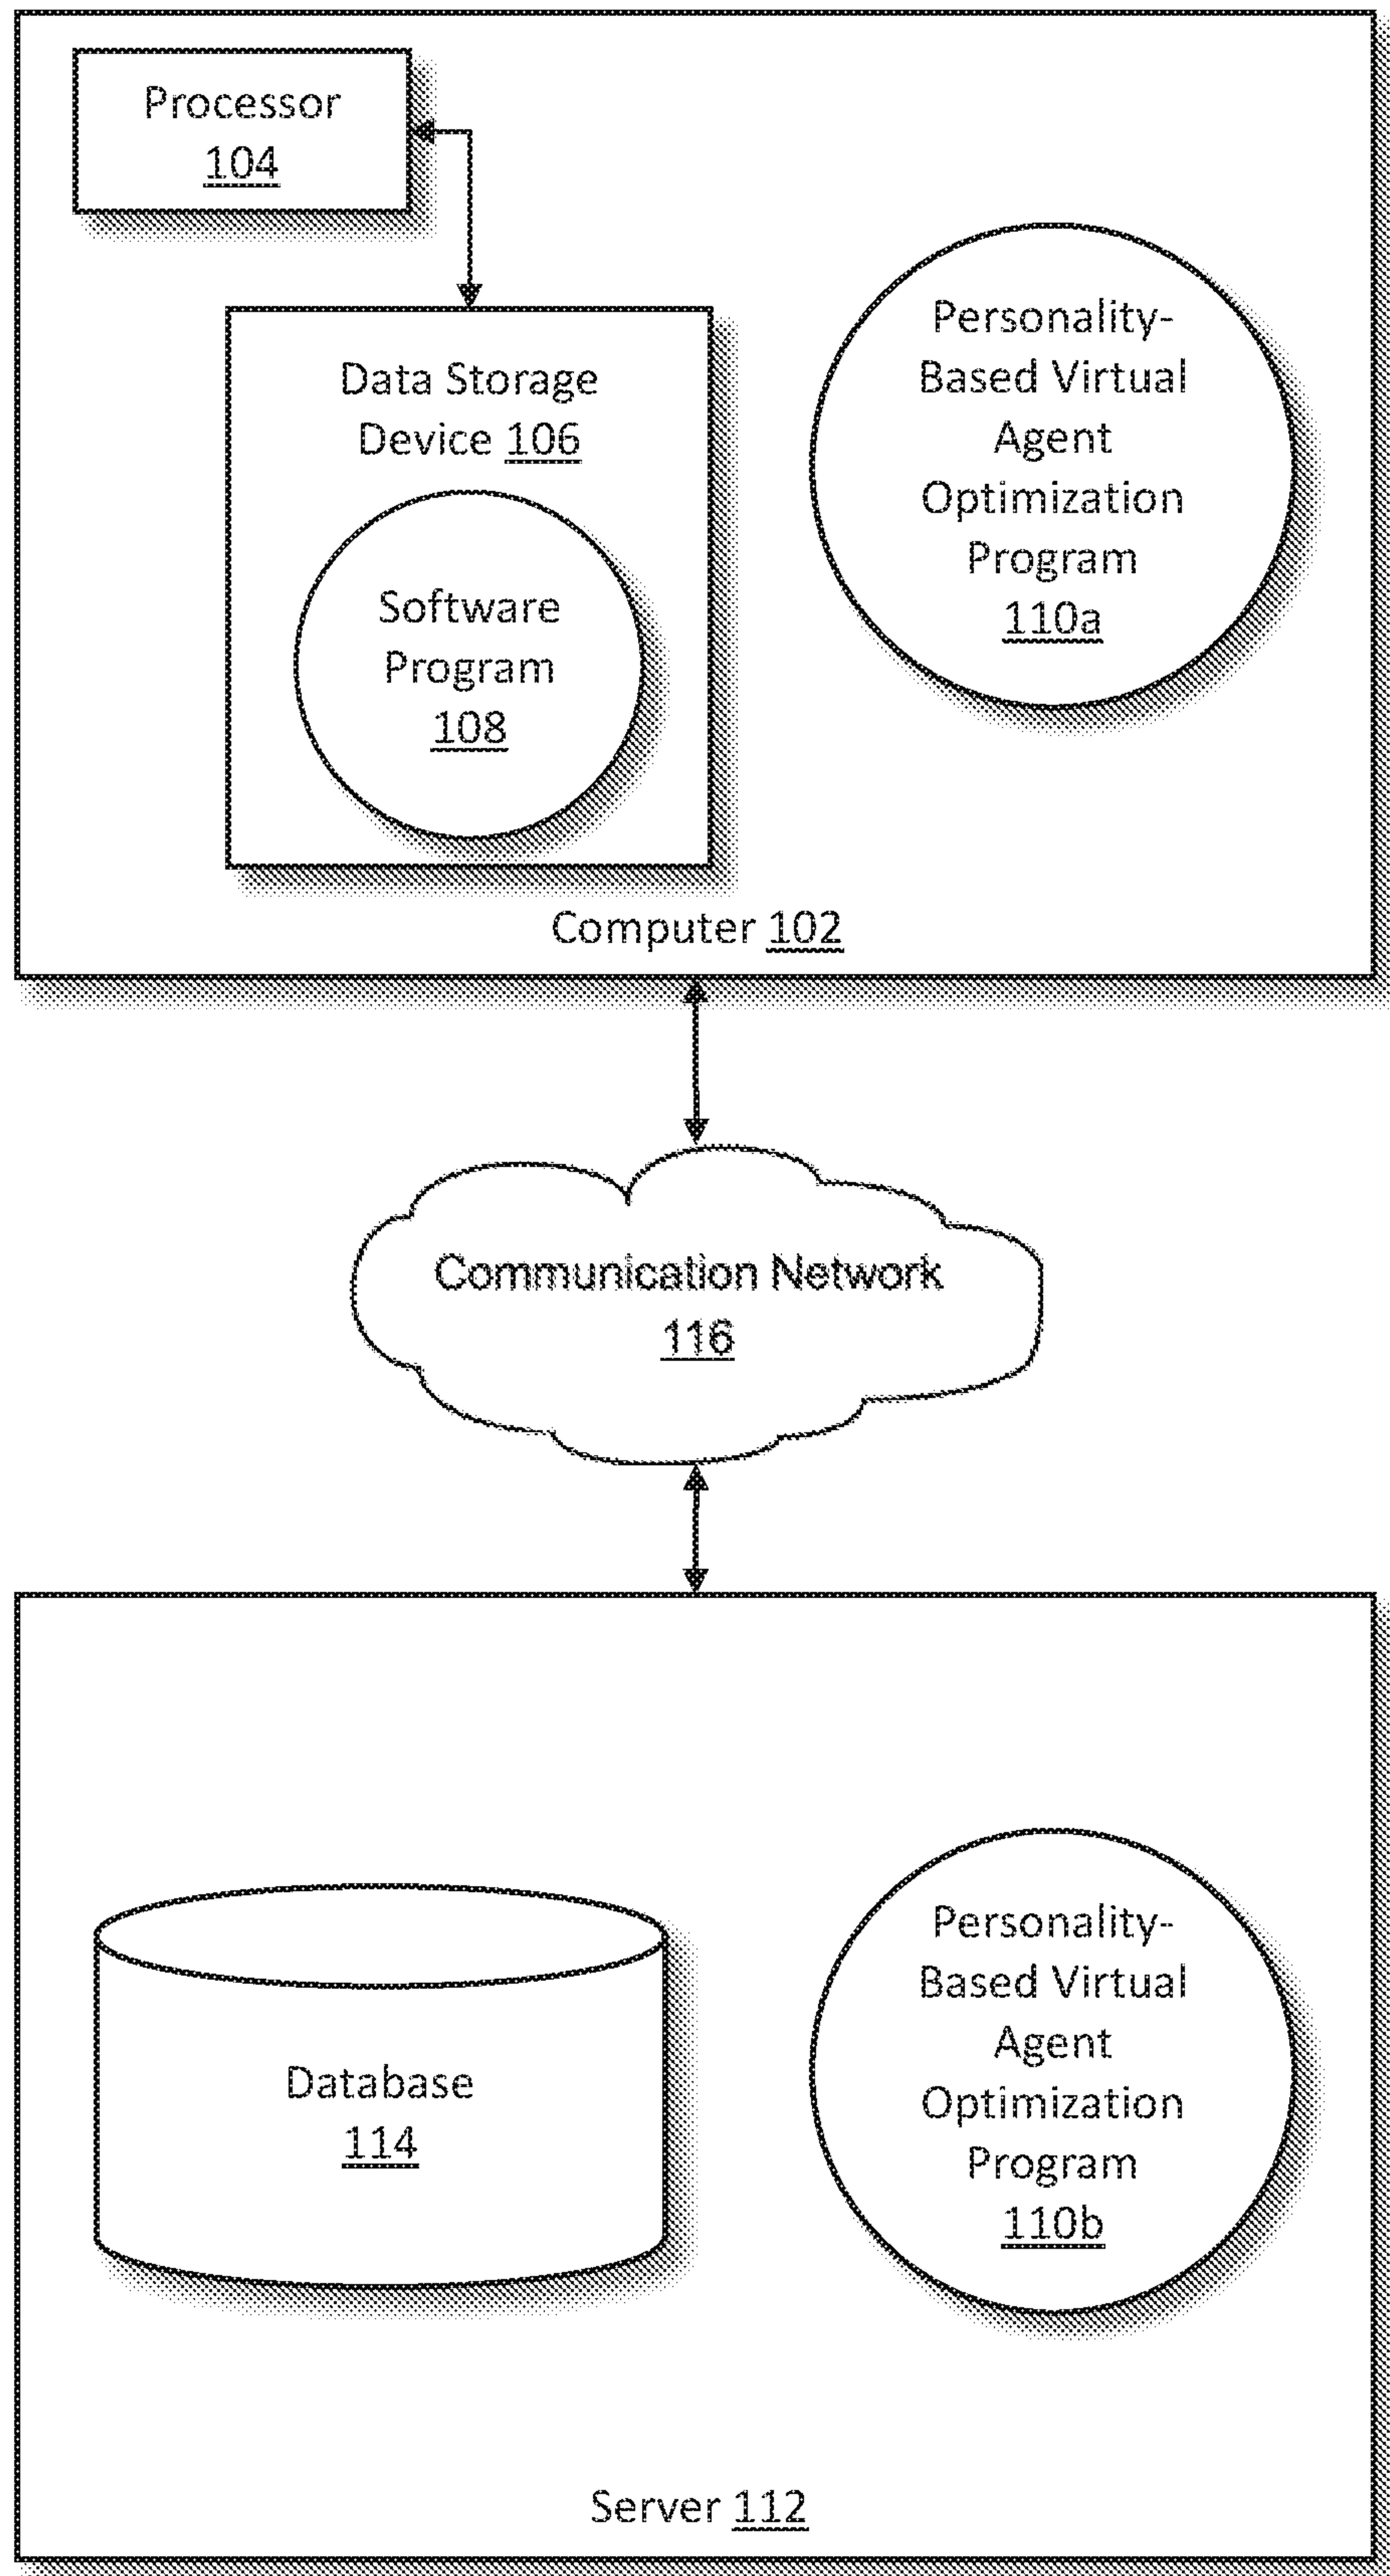 Processor
104
Data Storage
Device 106
Software
Program
108
Personality-
Based Virtual
Agent
Optimization
Program
110a
Computer 102
Communication Network
116
Database
114
Personality-
Based Virtual
Agent
Optimization
Program
110b
Server 112